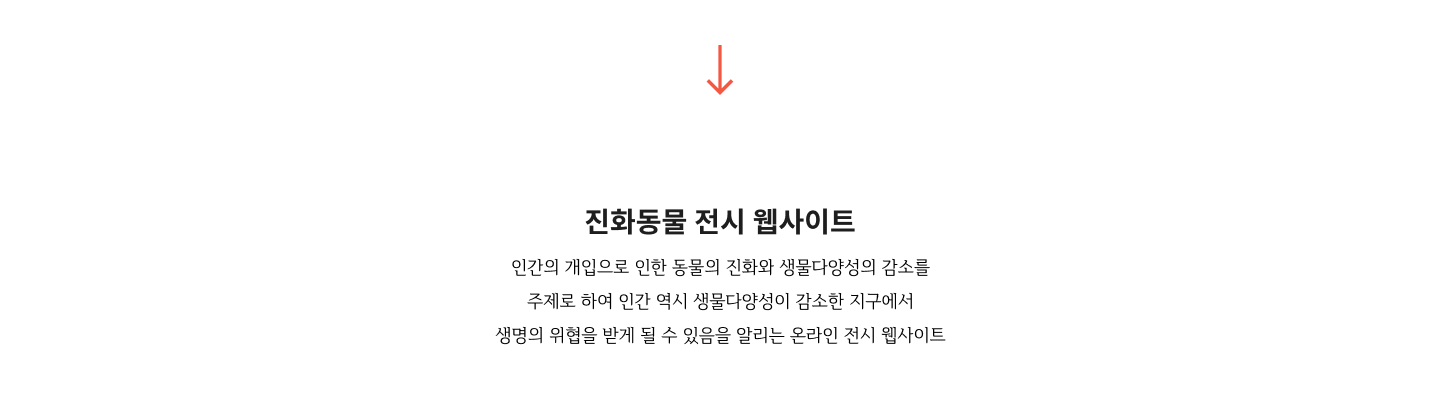 진화동물 전시 웹사이트
인간의 개입으로 인한 동물의 진화와 생물다양성의 감소를
주제로 하여 인간 역시 생물다양성이 감소한 지구에서
생명의 위협을 받게 될 수 있음을 알리는 온라인 전시 웹사이트